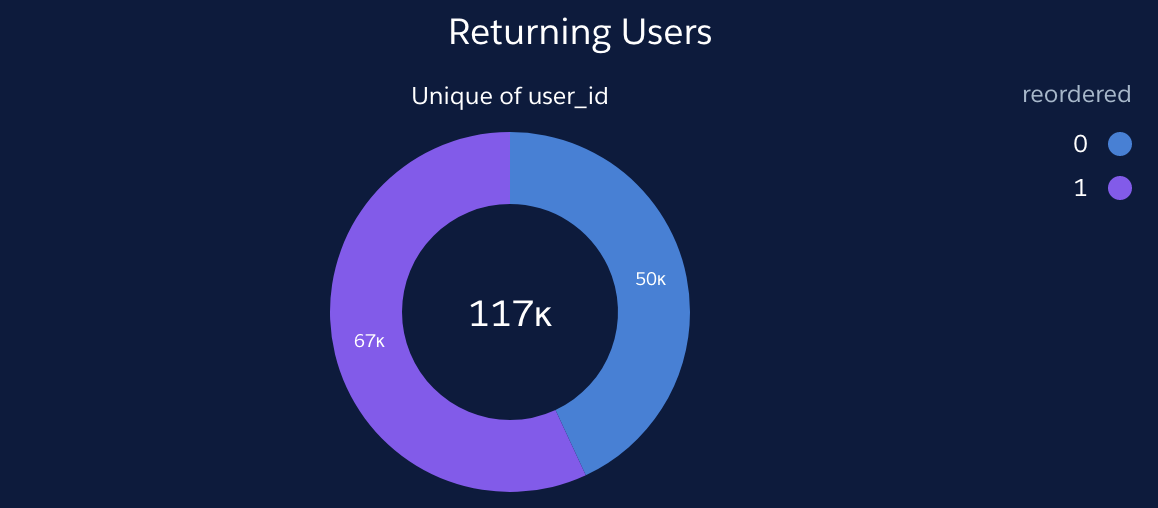 Returning Users
Unique of user_id
reordered
0
1
50K
117K
67K